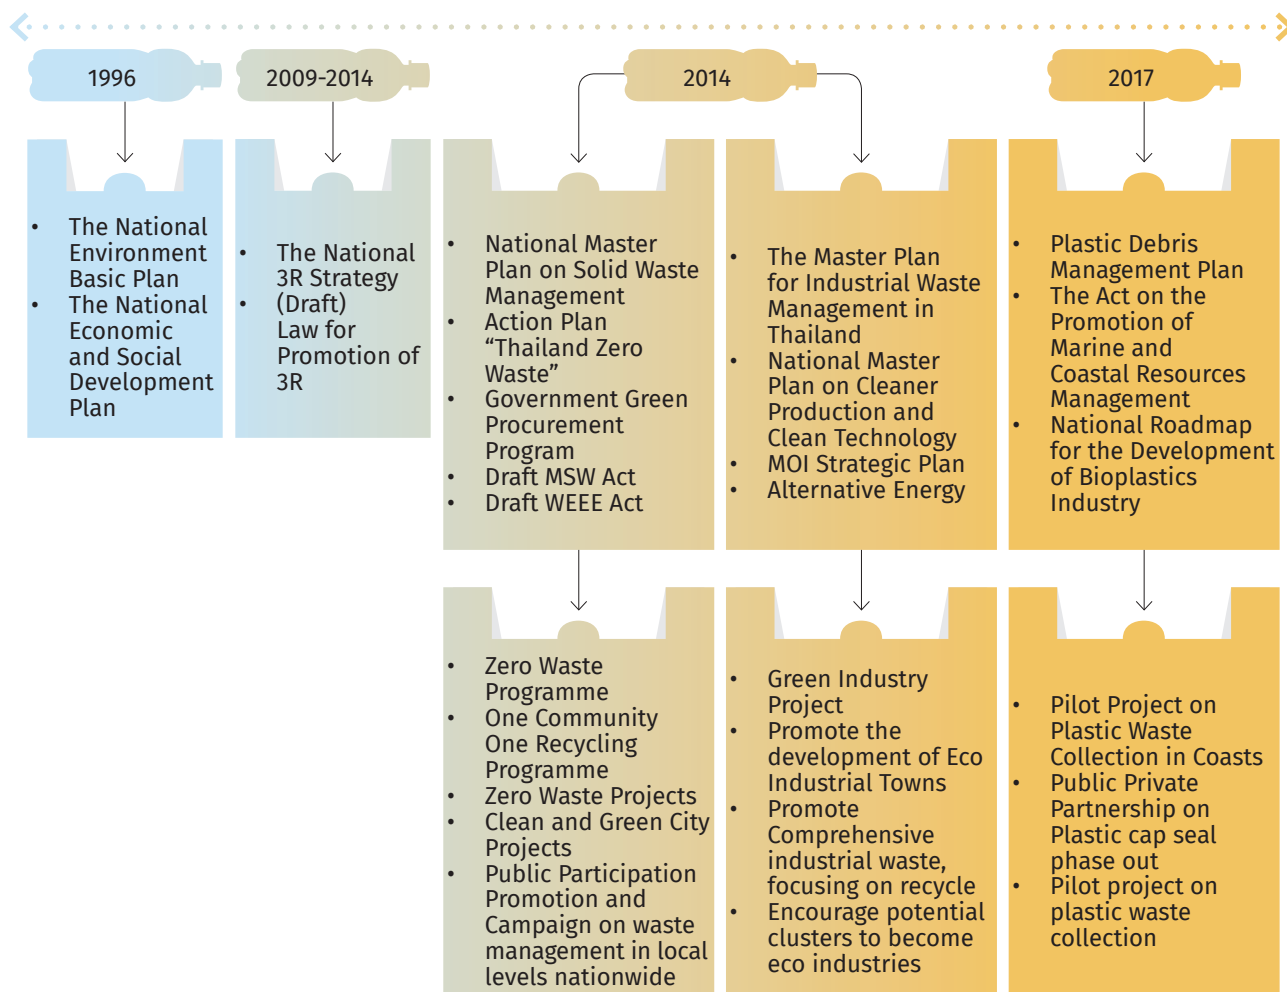 1996
2009-2014
2014
2017
• The National
Environment
Basic Plan
• The National
Economic
and Social
Development
Plan
• The National
3R Strategy
• (Draft)
Law for
Promotion of
3R
• National Master
Plan on Solid Waste
Management
• Action Plan
“Thailand Zero
Waste”
• Government Green
Procurement
Program
• Draft MSW Act
• Draft WEEE Act
• The Master Plan
for Industrial Waste
Management in
Thailand
• National Master
Plan on Cleaner
Production and
Clean Technology
• MOI Strategic Plan
• Alternative Energy
• Plastic Debris
Management Plan
• The Act on the
Promotion of
Marine and
Coastal Resources
Management
• National Roadmap
for the Development
of Bioplastics
Industry
• Zero Waste
Programme
• One Community
One Recycling
Programme
• Zero Waste Projects
• Clean and Green City
Projects
• Public Participation
Promotion and
Campaign on waste
management in local
levels nationwide
• Green Industry
Project
• Promote the
development of Eco
Industrial Towns
• Promote
Comprehensive
industrial waste,
focusing on recycle
• Encourage potential
clusters to become
eco industries
• Pilot Project on
Plastic Waste
Collection in Coasts
• Public Private
Partnership on
Plastic cap seal
phase out
• Pilot project on
plastic waste
collection